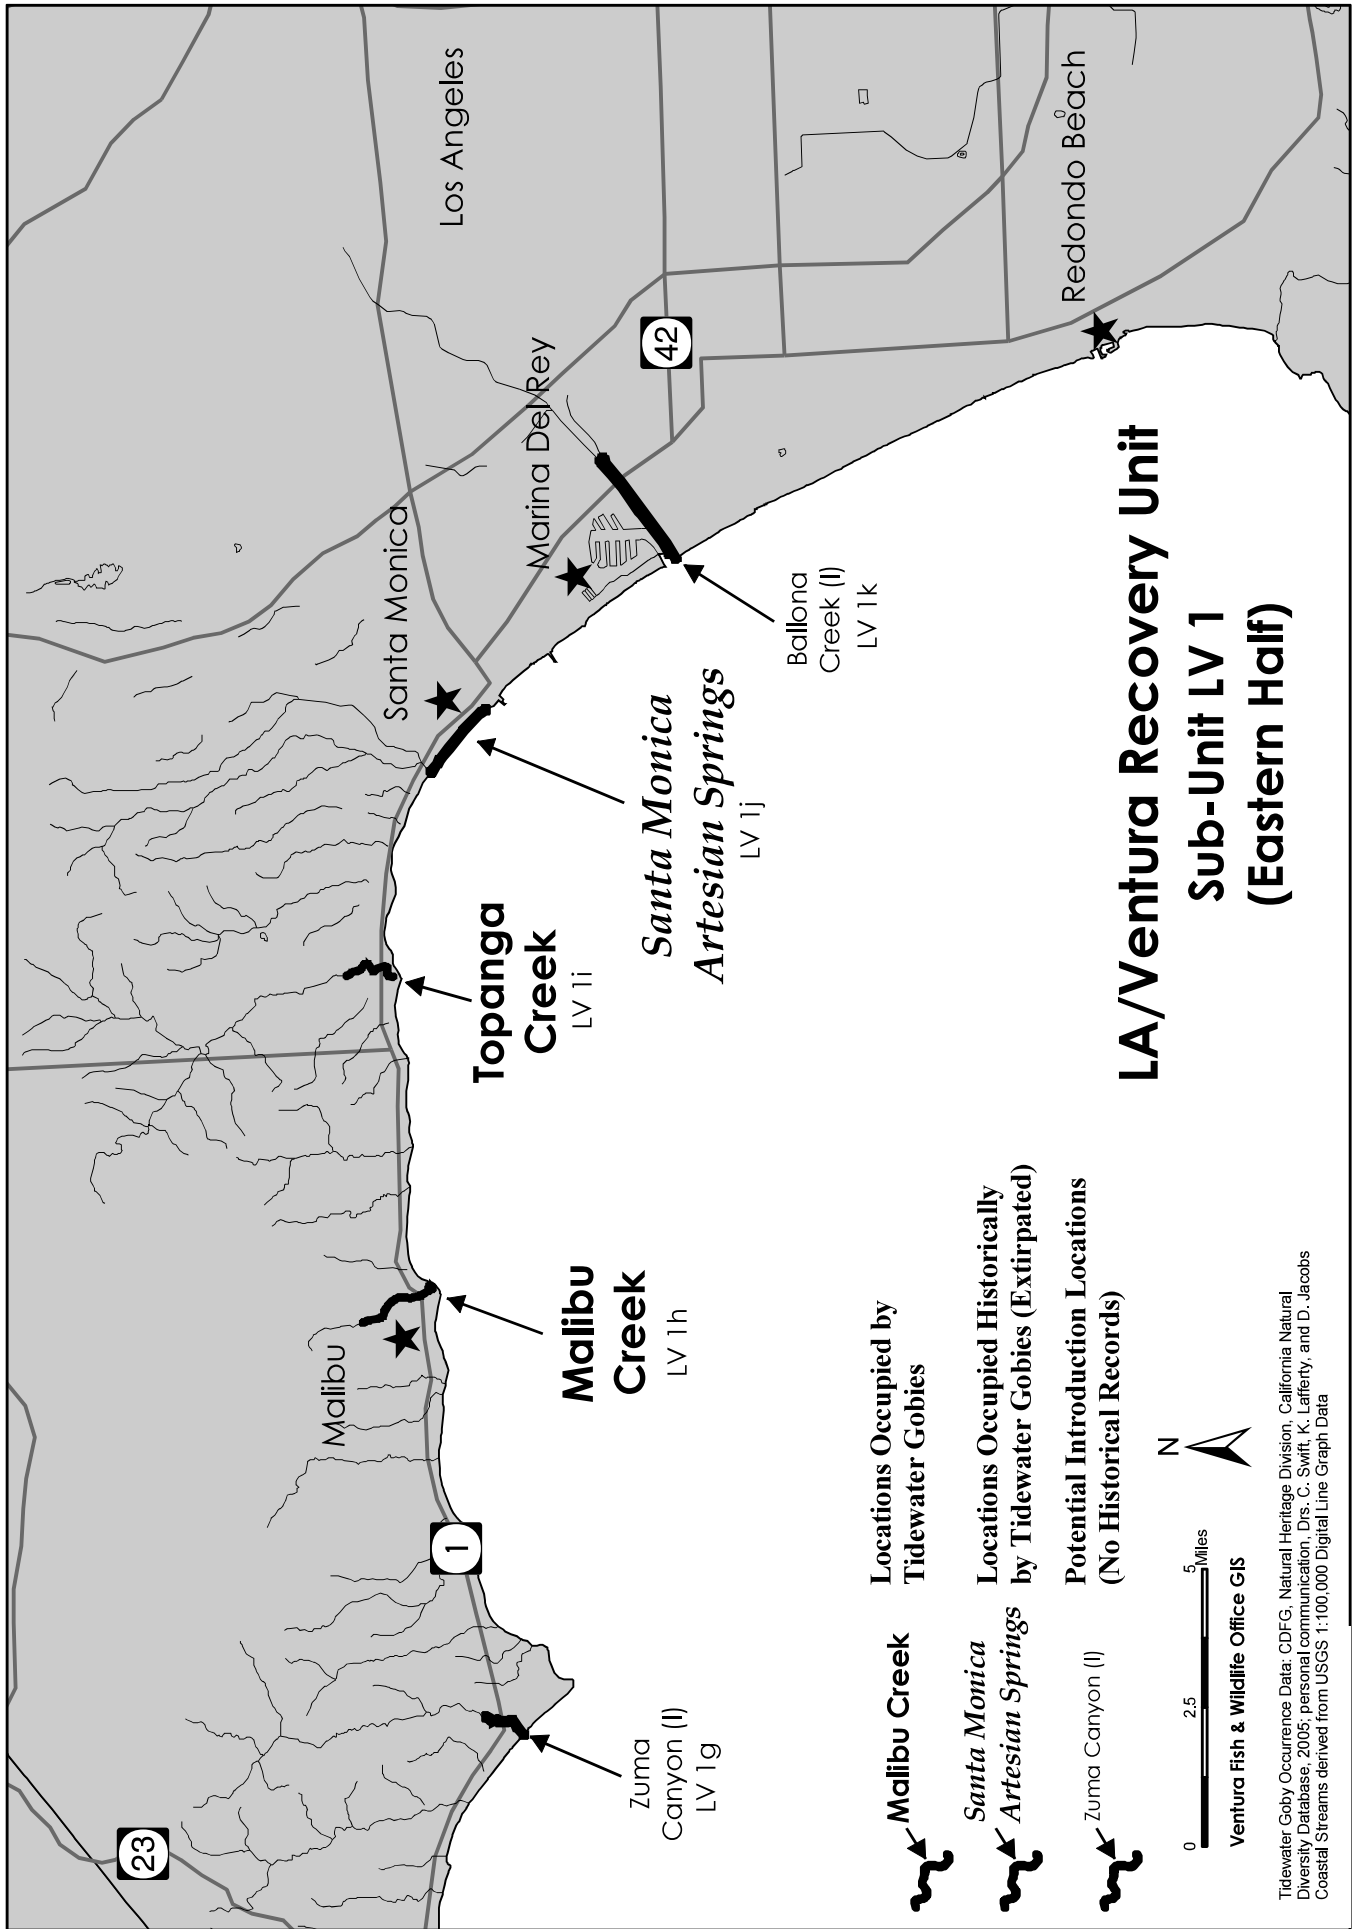 Los Angeles
Redondo Beach
42
Marina Del Rey
Santa Monica
Ballona
Creek (I)
LV 1k
Santa Monica
Artesian Springs
LV 1j
Topanga
Creek
LV 1i
Malibu
Malibu
Creek
LV 1h
1
23
Zuma
Canyon (I)
LV 1g
LA/Ventura Recovery Unit
Sub-Unit LV 1
(Eastern Half)
Malibu Creek
Locations Occupied by
Tidewater Gobies
Santa Monica
Artesian Springs
Locations Occupied Historically
by Tidewater Gobies (Extirpated)
Zuma Canyon (I)
Potential Introduction Locations
(No Historical Records)
N
0 2.5 5
Miles
Ventura Fish & Wildlife Office GIS
Tidewater Goby Occurrence Data: CDFG, Natural Heritage Division, California Natural
Diversity Database, 2005; personal communication, Drs. C. Swift, K. Lafferty, and D. Jacobs
Coastal Streams derived from USGS 1:100,000 Digital Line Graph Data